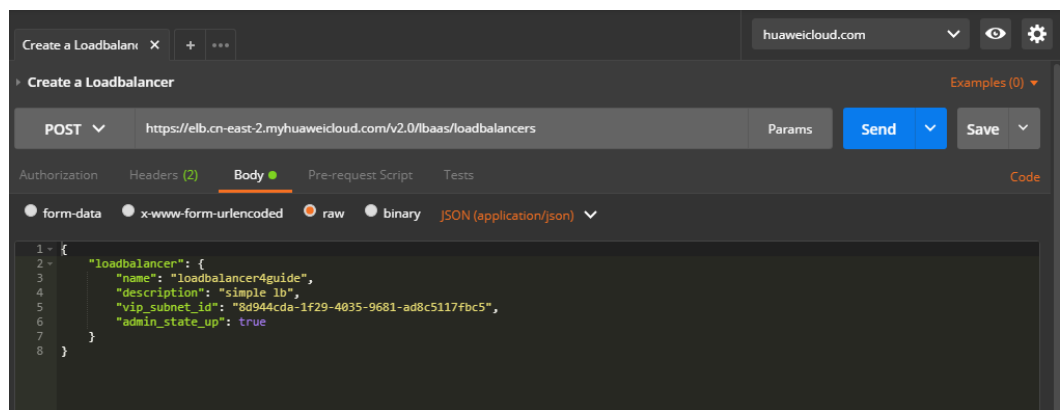 Create a Loadbalan
huaweicloud.com
Create a Loadbalancer
Examples (0)
POST
https://elb.cn-east-2.myhuaweicloud.com/v2.0/lbaas/loadbalancers
Params
Send
Save
Authorization Headers (2) Body Pre-request Script Tests Code
form-data x-www-form-urlencoded raw binary JSON (application/json)
1 {
2 "loadbalancer": {
3 "name": "loadbalancer4guide",
4 "description": "simple lb",
5 "vip_subnet_id": "8d944cda-1f29-4035-9681-ad8c5117fbc5",
6 "admin_state_up": true
7 }
8 }